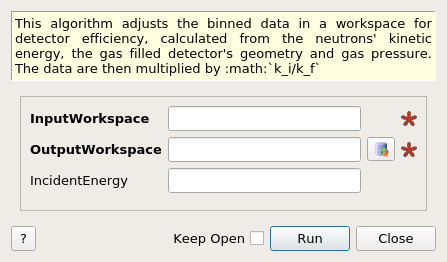 This algorithm adjusts the binned data in a workspace for
detector efficiency, calculated from the neutrons' kinetic
energy, the gas filled detector's geometry and gas pressure.
The data are then multiplied by :math:`k_i/k_f`
InputWorkspace
OutputWorkspace
IncidentEnergy
? Keep Open Run Close